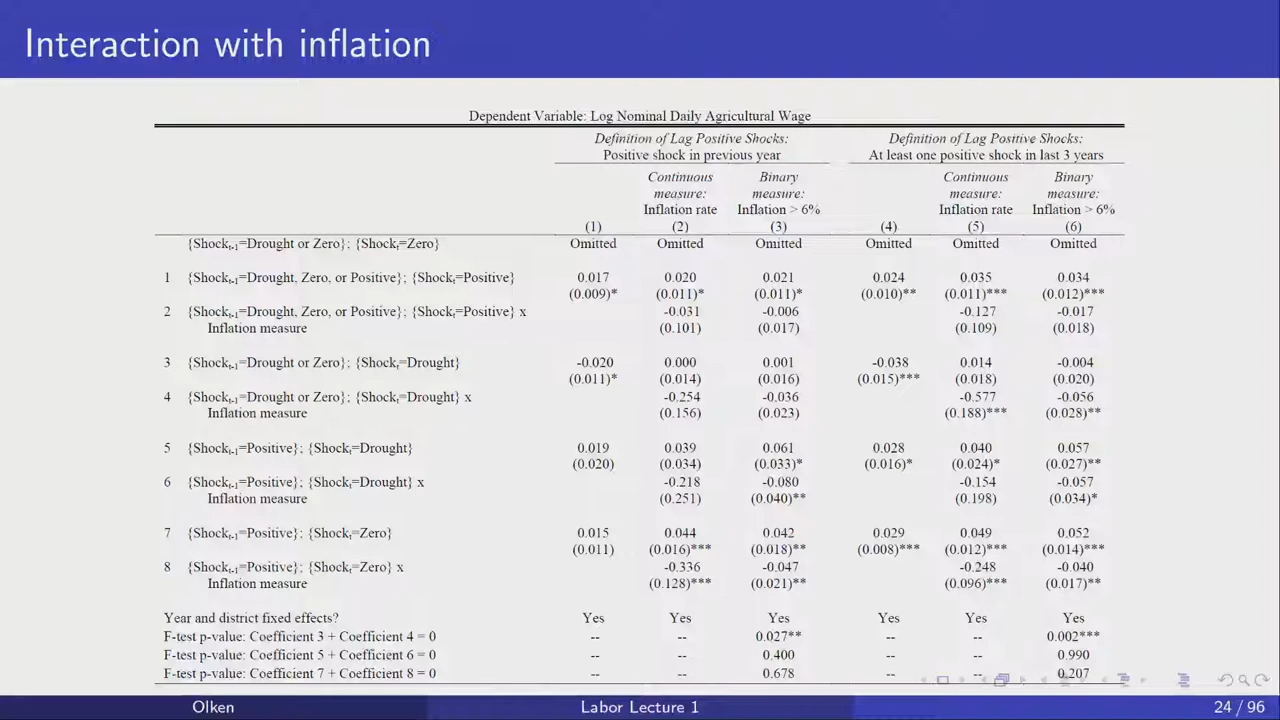 Interaction with inflation
Dependent Variable: Log Nominal Daily Agricultural Wage
Definition of Lag Positive Shocks: Definition of Lag Positive Shocks:
Positive shock in previous year At least one positive shock in last 3 years
Continuous Binary Continuous Binary
measure: measure: measure: measure:
Inflation rate Inflation > 6% Inflation rate Inflation > 6%
(1) (2) (3) (4) (5) (6)
{Shockt-1=Drought or Zero}; {Shockt=Zero} Omitted Omitted Omitted Omitted Omitted Omitted
1 {Shockt-1=Drought, Zero, or Positive}; {Shockt=Positive} 0.017 0.020 0.021 0.024 0.035 0.034
(0.009)* (0.011)* (0.011)* (0.010)** (0.011)*** (0.012)***
2 {Shockt-1=Drought, Zero, or Positive}; {Shockt=Positive} x -0.031 -0.006 -0.127 -0.017
Inflation measure (0.101) (0.017) (0.109) (0.018)
3 {Shockt-1=Drought or Zero}; {Shockt=Drought} -0.020 0.000 0.001 -0.038 0.014 -0.004
(0.011)* (0.014) (0.016) (0.015)*** (0.018) (0.020)
4 {Shockt-1=Drought or Zero}; {Shockt=Drought} x -0.254 -0.036 -0.577 -0.056
Inflation measure (0.156) (0.023) (0.188)*** (0.028)**
5 {Shockt-1=Positive}; {Shockt=Drought} 0.019 0.039 0.061 0.028 0.040 0.057
(0.020) (0.034) (0.033)* (0.016)* (0.024)* (0.027)**
6 {Shockt-1=Positive}; {Shockt=Drought} x -0.218 -0.080 -0.154 -0.057
Inflation measure (0.251) (0.040)** (0.198) (0.034)*
7 {Shockt-1=Positive}; {Shockt=Zero} 0.015 0.044 0.042 0.029 0.049 0.052
(0.011) (0.016)*** (0.018)** (0.008)*** (0.012)*** (0.014)***
8 {Shockt-1=Positive}; {Shockt=Zero} x -0.336 -0.047 -0.248 -0.040
Inflation measure (0.128)*** (0.021)** (0.096)*** (0.017)**
Year and district fixed effects? Yes Yes Yes Yes Yes Yes
F-test p-value: Coefficient 3 + Coefficient 4 = 0 -- -- 0.027** -- -- 0.002***
F-test p-value: Coefficient 5 + Coefficient 6 = 0 -- -- 0.400 -- -- 0.990
F-test p-value: Coefficient 7 + Coefficient 8 = 0 -- -- 0.678 -- -- 0.207
Olken Labor Lecture 1 24 / 96